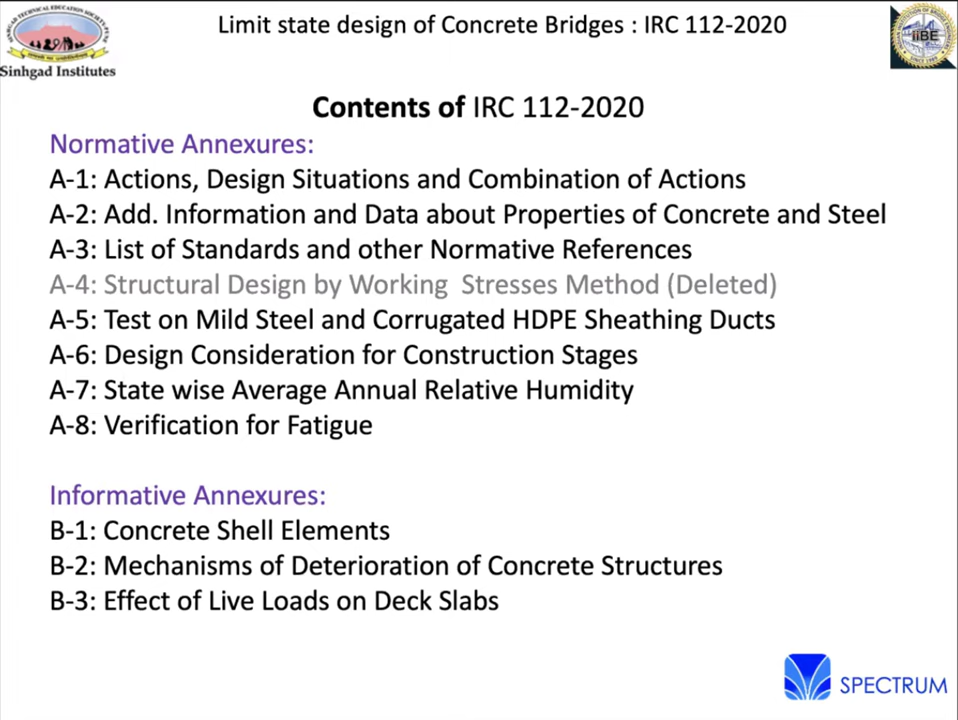 Limit state design of Concrete Bridges : IRC 112-2020
Sinhgad Institutes
IIBE
Contents of IRC 112-2020
Normative Annexures:
A-1: Actions, Design Situations and Combination of Actions
A-2: Add. Information and Data about Properties of Concrete and Steel
A-3: List of Standards and other Normative References
A-4: Structural Design by Working  Stresses Method (Deleted)
A-5: Test on Mild Steel and Corrugated HDPE Sheathing Ducts
A-6: Design Consideration for Construction Stages
A-7: State wise Average Annual Relative Humidity
A-8: Verification for Fatigue
Informative Annexures:
B-1: Concrete Shell Elements
B-2: Mechanisms of Deterioration of Concrete Structures
B-3: Effect of Live Loads on Deck Slabs
SPECTRUM